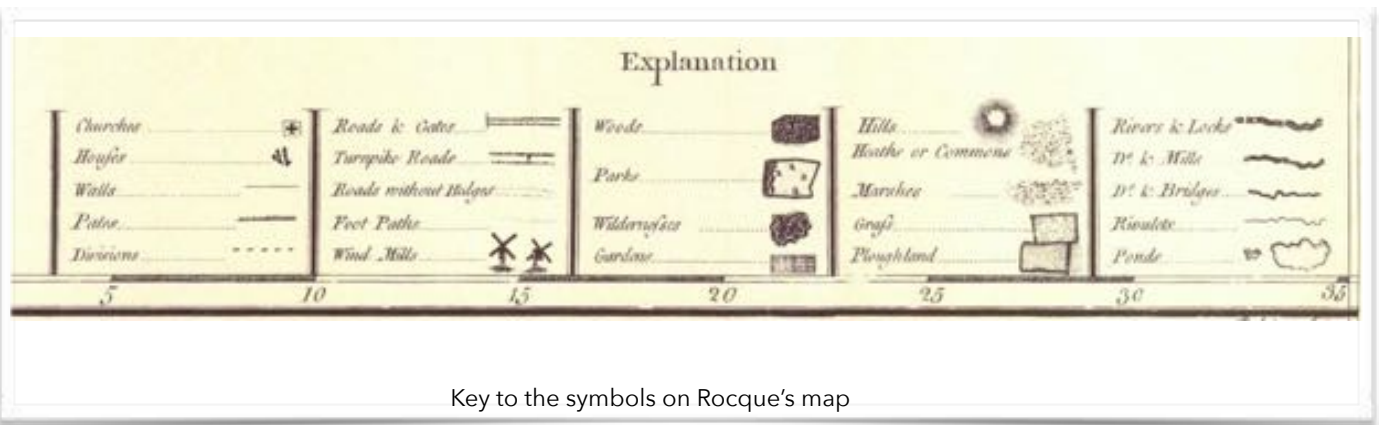 Explanation
Churches
Houſes
Walls
Pales
Divisions
Roads & Gates
Turnpike Roads
Roads without Hedges
Foot Paths
Wind Mills
Woods
Parks
Wilderneſses
Gardens
Hills
Heaths or Commons
Marshes
Graſs
Ploughland
Rivers & Locks
Dº. & Mills
Dº. & Bridges
Rivulets
Ponds
5 10 15 20 25 30 35
Key to the symbols on Rocque’s map